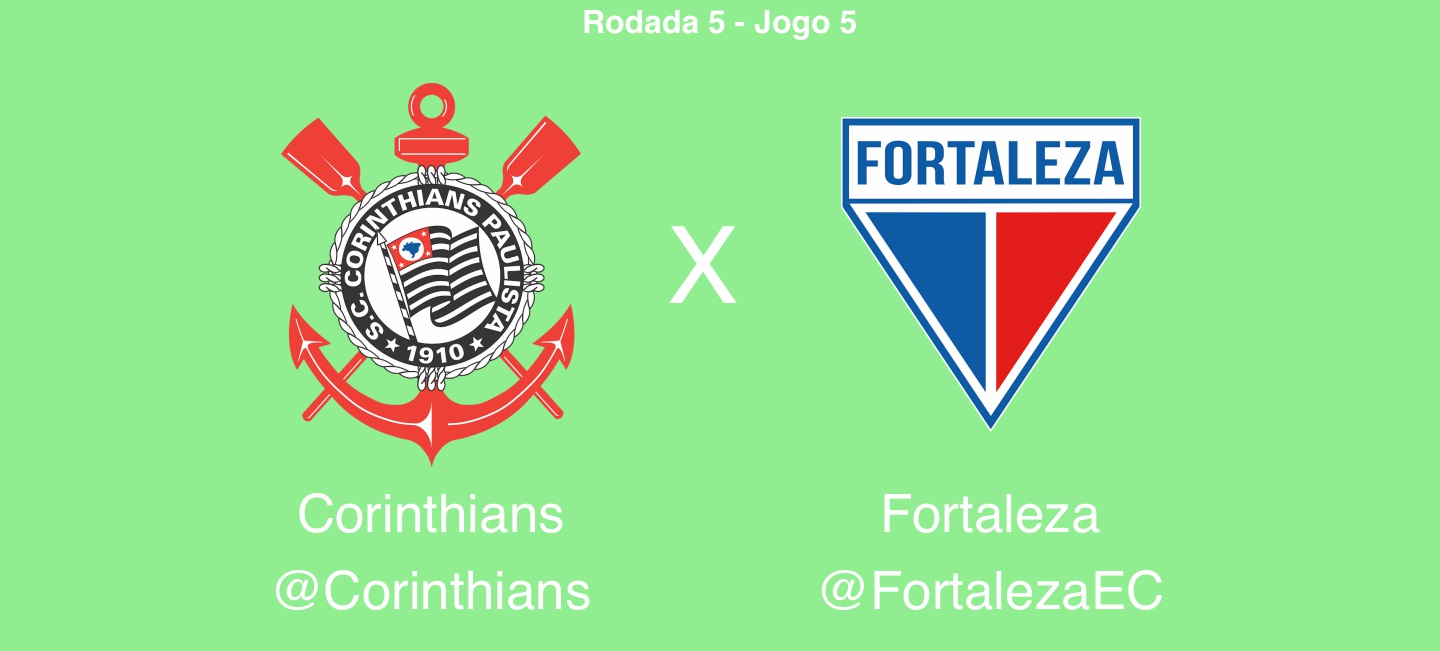 Rodada 5 - Jogo 5
S.C. CORINTHIANS PAULISTA
1910
FORTALEZA
X
Corinthians
Fortaleza
@Corinthians
@FortalezaEC